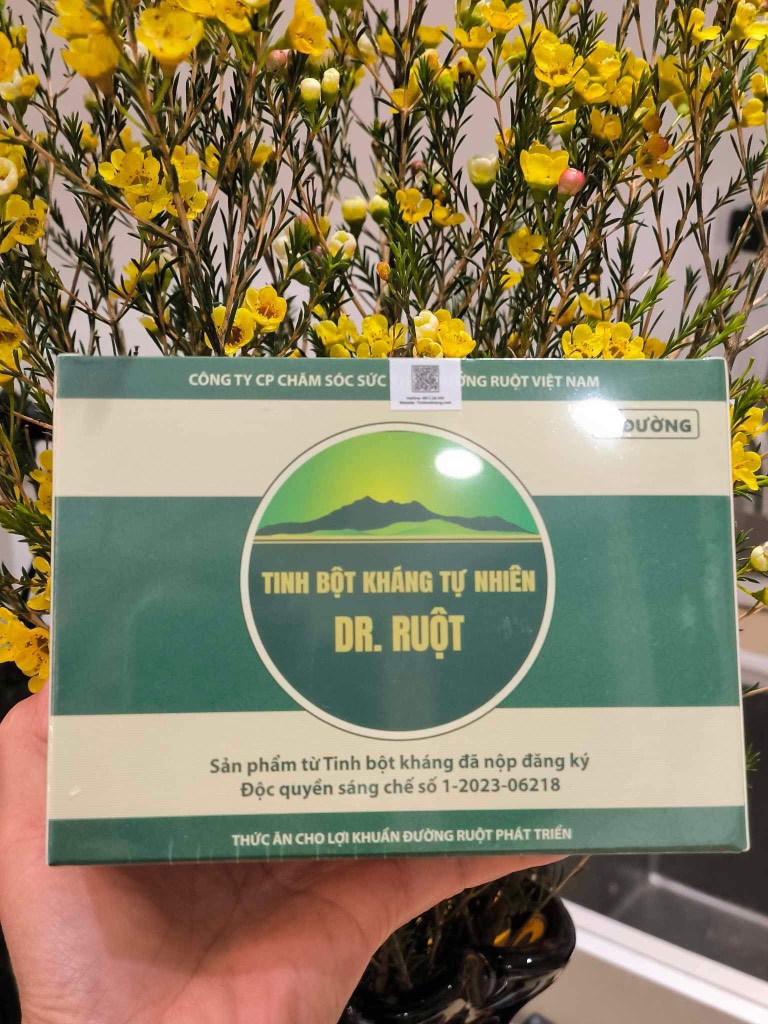 CÔNG TY CP CHĂM SÓC SỨC ƯỜNG RUỘT VIỆT NAM
ĐƯỜNG
TINH BỘT KHÁNG TỰ NHIÊN
DR. RUỘT
Sản phẩm từ Tinh bột kháng đã nộp đăng ký
Độc quyền sáng chế số 1-2023-06218
THỨC ĂN CHO LỢI KHUẨN ĐƯỜNG RUỘT PHÁT TRIỂN